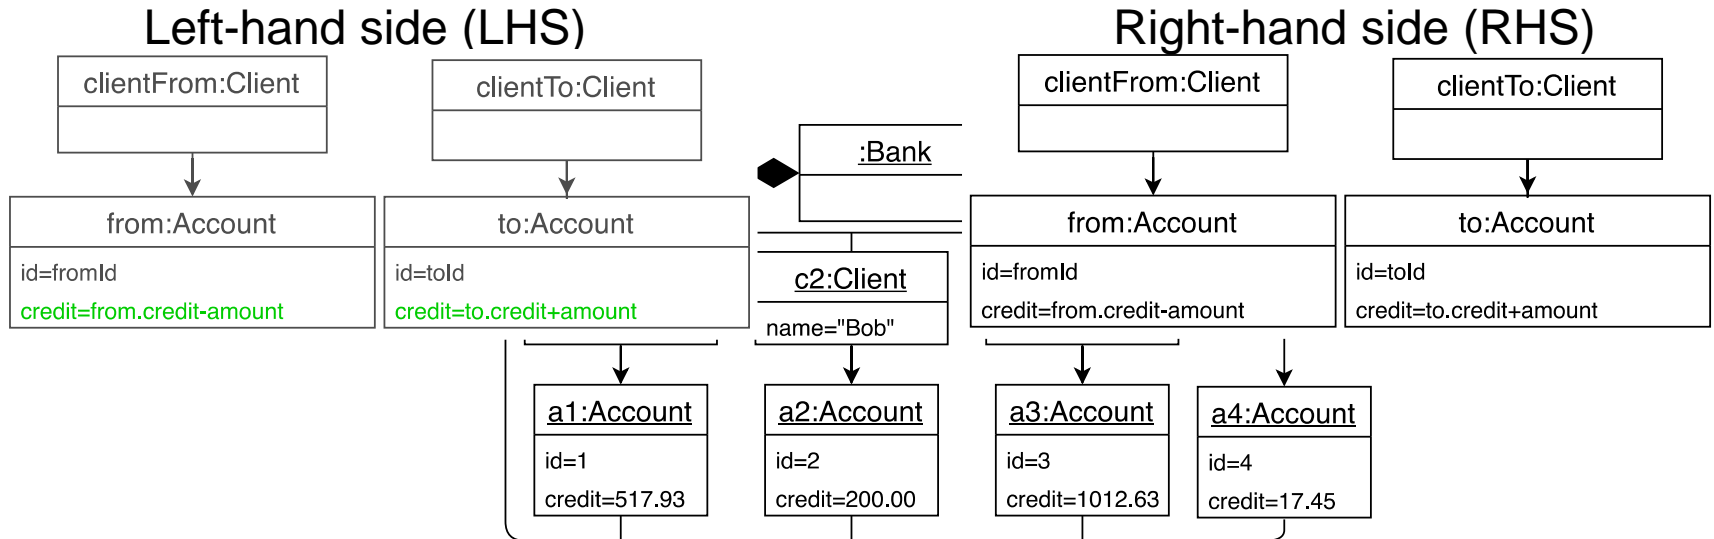 Left-hand side (LHS)
Right-hand side (RHS)
clientFrom:Client
clientTo:Client
from:Account
id=fromId
credit=from.credit-amount
to:Account
id=toId
credit=to.credit+amount
:Bank
c2:Client
name="Bob"
clientFrom:Client
clientTo:Client
from:Account
id=fromId
credit=from.credit-amount
to:Account
id=toId
credit=to.credit+amount
a1:Account
id=1
credit=517.93
a2:Account
id=2
credit=200.00
a3:Account
id=3
credit=1012.63
a4:Account
id=4
credit=17.45